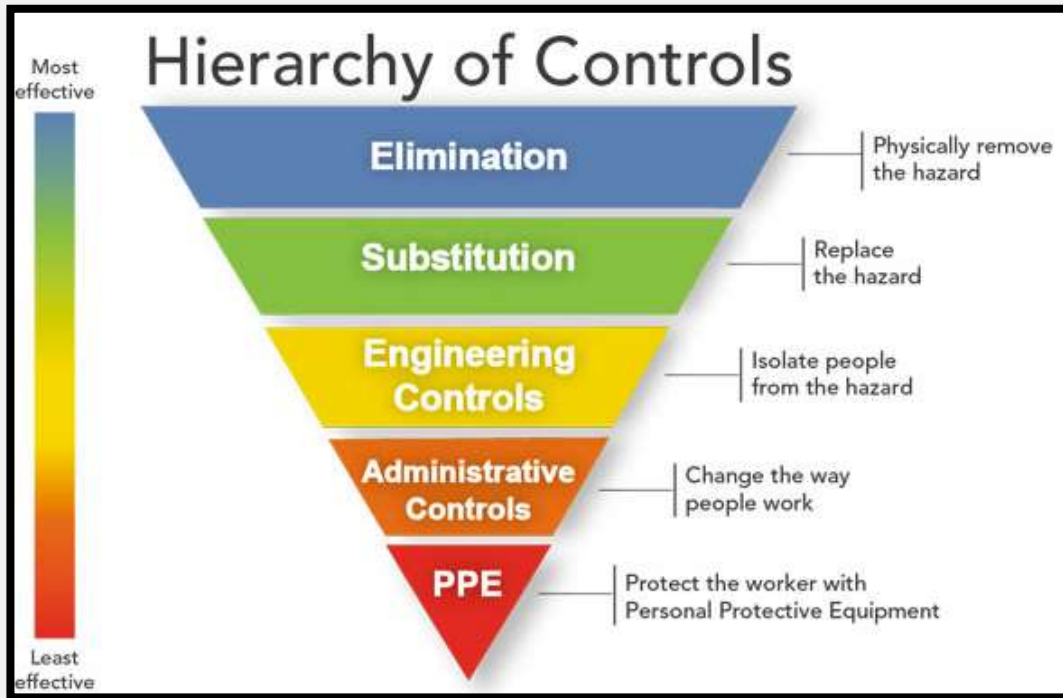 Hierarchy of Controls
Most
effective
Elimination
Physically remove
the hazard
Substitution
Replace
the hazard
Engineering
Controls
Isolate people
from the hazard
Administrative
Controls
Change the way
people work
PPE
Protect the worker with
Personal Protective Equipment
Least
effective